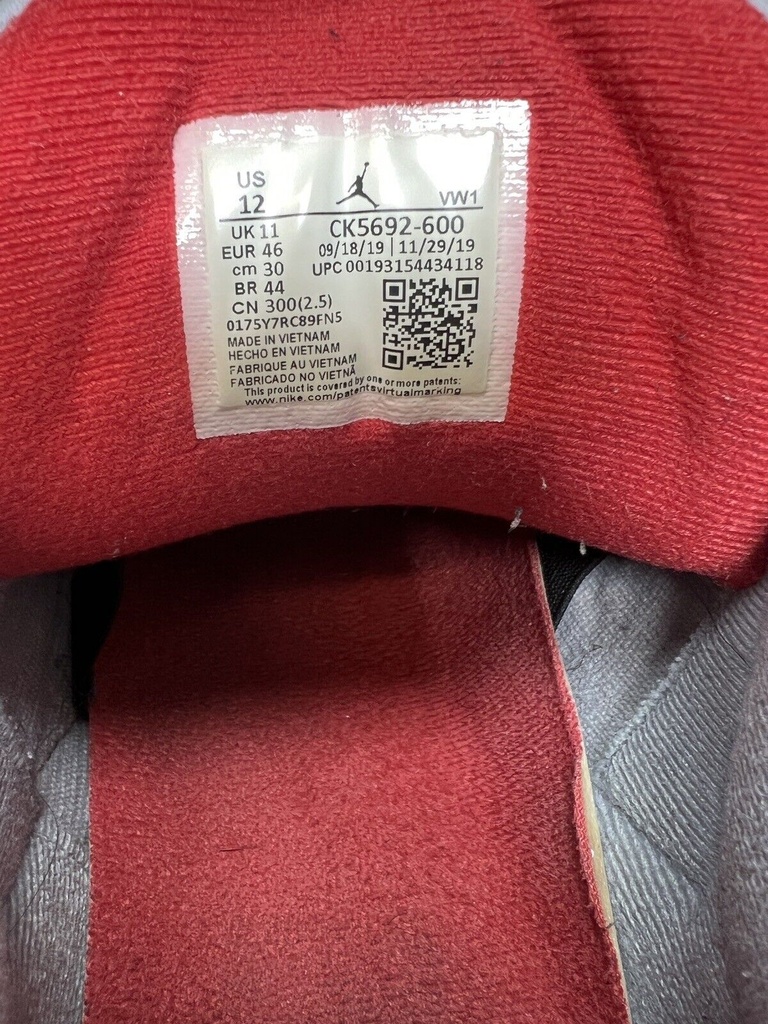 US
12
VW1
UK 11
CK5692-600
EUR 46
09/18/19 | 11/29/19
cm 30
UPC 00193154434118
BR 44
CN 300(2.5)
0175Y7RC89FN5
MADE IN VIETNAM
HECHO EN VIETNAM
FABRIQUE AU VIETNAM
FABRICADO NO VIETNÃ
This product is covered by one or more patents:
www.nike.com/patentsvirtualmarking